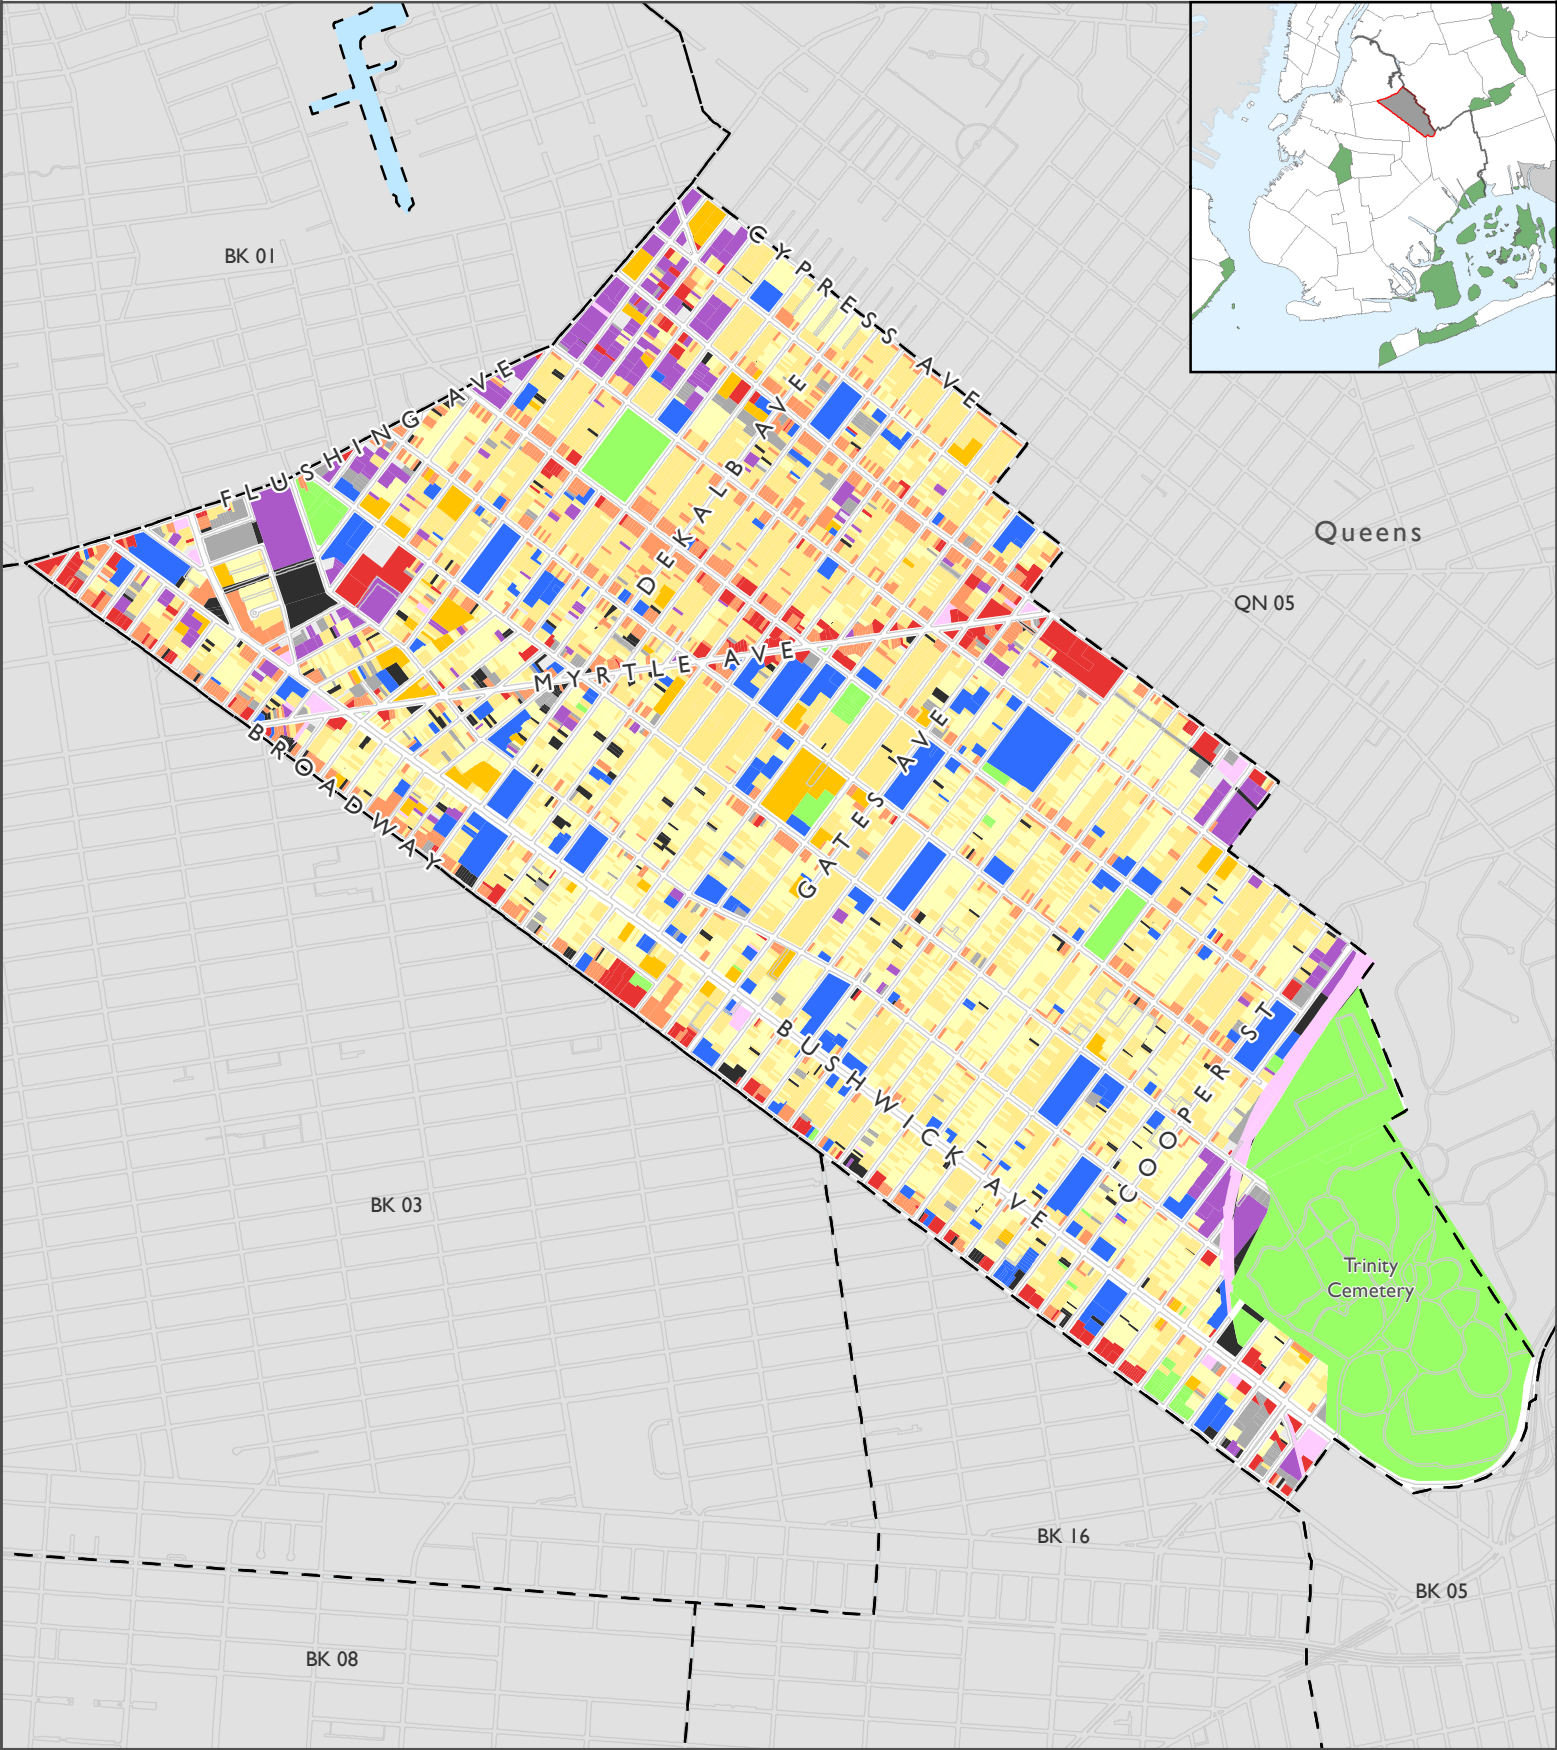 BK 01
CYPRESS AVE
FLUSHING AVE
DEKALB AVE
Queens
QN 05
MYRTLE AVE
BROADWAY
GATES AVE
BUSHWICK AVE
COOPER ST
BK 03
Trinity
Cemetery
BK 16
BK 05
BK 08